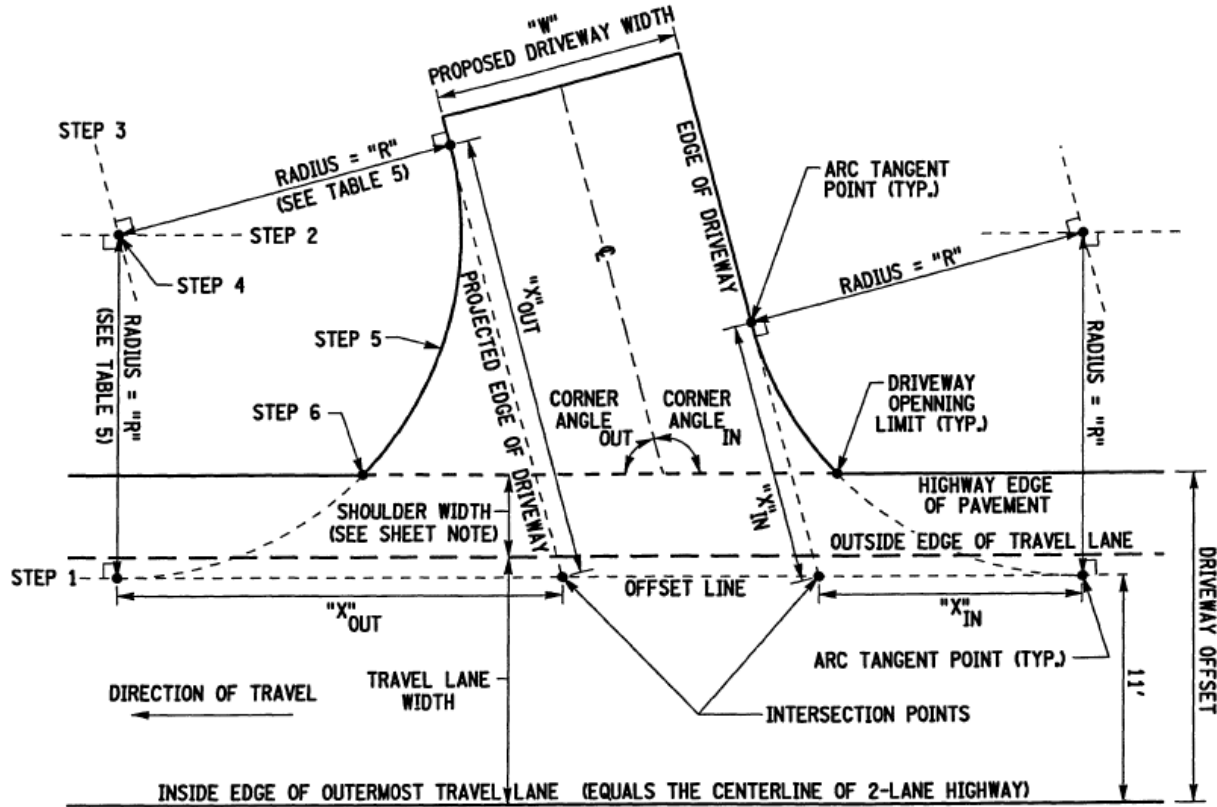 "W"
PROPOSED DRIVEWAY WIDTH
STEP 3
RADIUS = "R"
(SEE TABLE 5)
STEP 2
STEP 4
RADIUS = "R"
(SEE TABLE 5)
STEP 5
STEP 6
"X"OUT
PROJECTED EDGE OF DRIVEWAY
℄
EDGE OF DRIVEWAY
ARC TANGENT
POINT (TYP.)
RADIUS = "R"
RADIUS = "R"
CORNER
ANGLE OUT
CORNER
ANGLE IN
"X"IN
DRIVEWAY
OPENNING
LIMIT (TYP.)
SHOULDER WIDTH
(SEE SHEET NOTE)
HIGHWAY EDGE
OF PAVEMENT
OUTSIDE EDGE OF TRAVEL LANE
STEP 1
OFFSET LINE
"X"OUT
"X"IN
ARC TANGENT POINT (TYP.)
11'
DRIVEWAY OFFSET
TRAVEL LANE
WIDTH
DIRECTION OF TRAVEL
INTERSECTION POINTS
INSIDE EDGE OF OUTERMOST TRAVEL LANE (EQUALS THE CENTERLINE OF 2-LANE HIGHWAY)